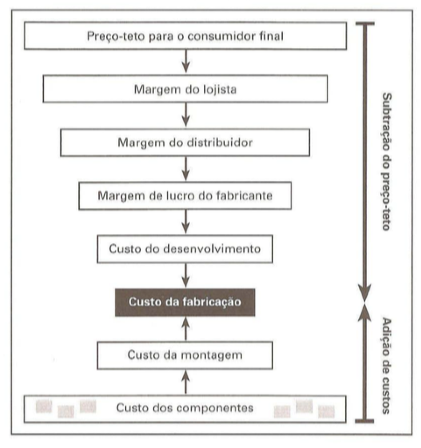 Preço-teto para o consumidor final
Margem do lojista
Margem do distribuidor
Margem de lucro do fabricante
Custo do desenvolvimento
Custo da fabricação
Custo da montagem
Custo dos componentes
Subtração do preço-teto
Adição de custos